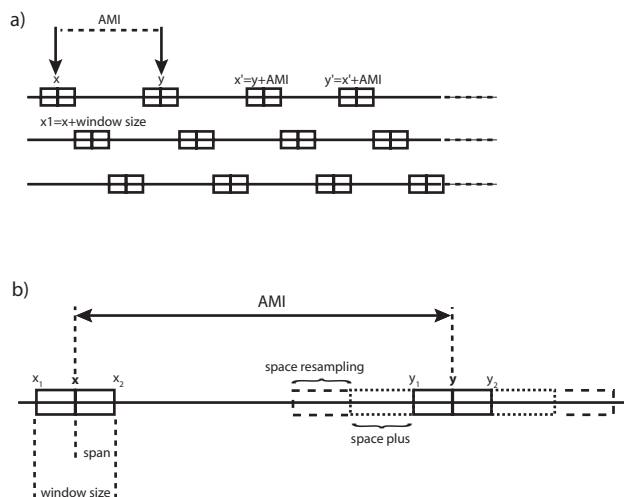 a)
AMI
x y x'=y+AMI y'=x'+AMI
x1=x+window size
b)
AMI
x₁ x x₂ y₁ y y₂
space resampling
space plus
span
window size